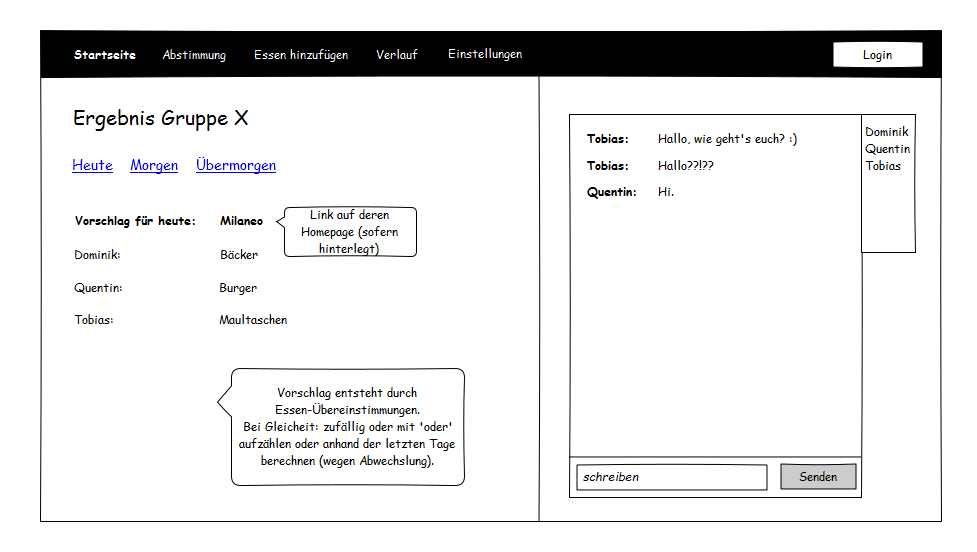 Startseite Abstimmung Essen hinzufügen Verlauf Einstellungen Login
Ergebnis Gruppe X
Heute Morgen Übermorgen
Vorschlag für heute: Milaneo
Link auf deren
Homepage (sofern
hinterlegt)
Dominik: Bäcker
Quentin: Burger
Tobias: Maultaschen
Vorschlag entsteht durch
Essen-Übereinstimmungen.
Bei Gleicheit: zufällig oder mit 'oder'
aufzählen oder anhand der letzten Tage
berechnen (wegen Abwechslung).
Tobias: Hallo, wie geht's euch? :)
Tobias: Hallo??!??
Quentin: Hi.
Dominik
Quentin
Tobias
schreiben Senden